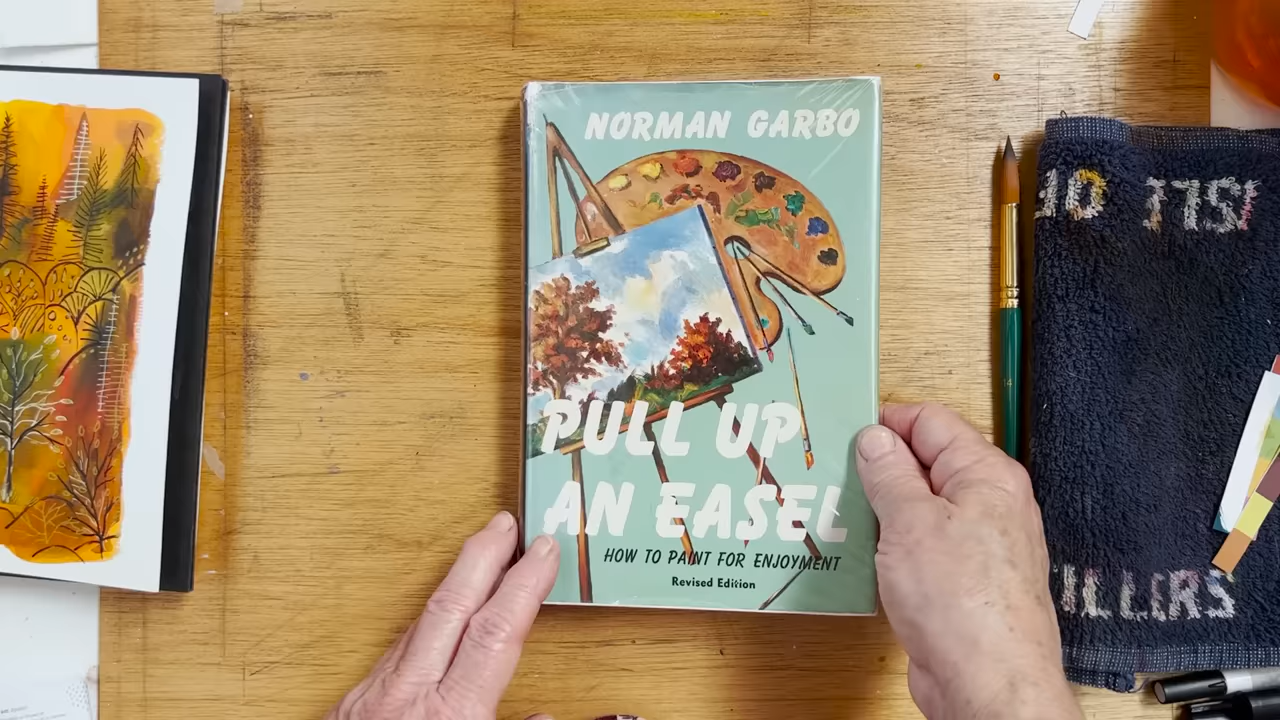 NORMAN GARBO
PULL UP
AN EASEL
HOW TO PAINT FOR ENJOYMENT
Revised Edition